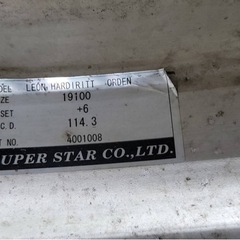 DEL LEON HARDIRITT ORDEN
ZE 19100
SET +6
C.D. 114.3
T NO. 4001008
UPER STAR CO.,LTD.